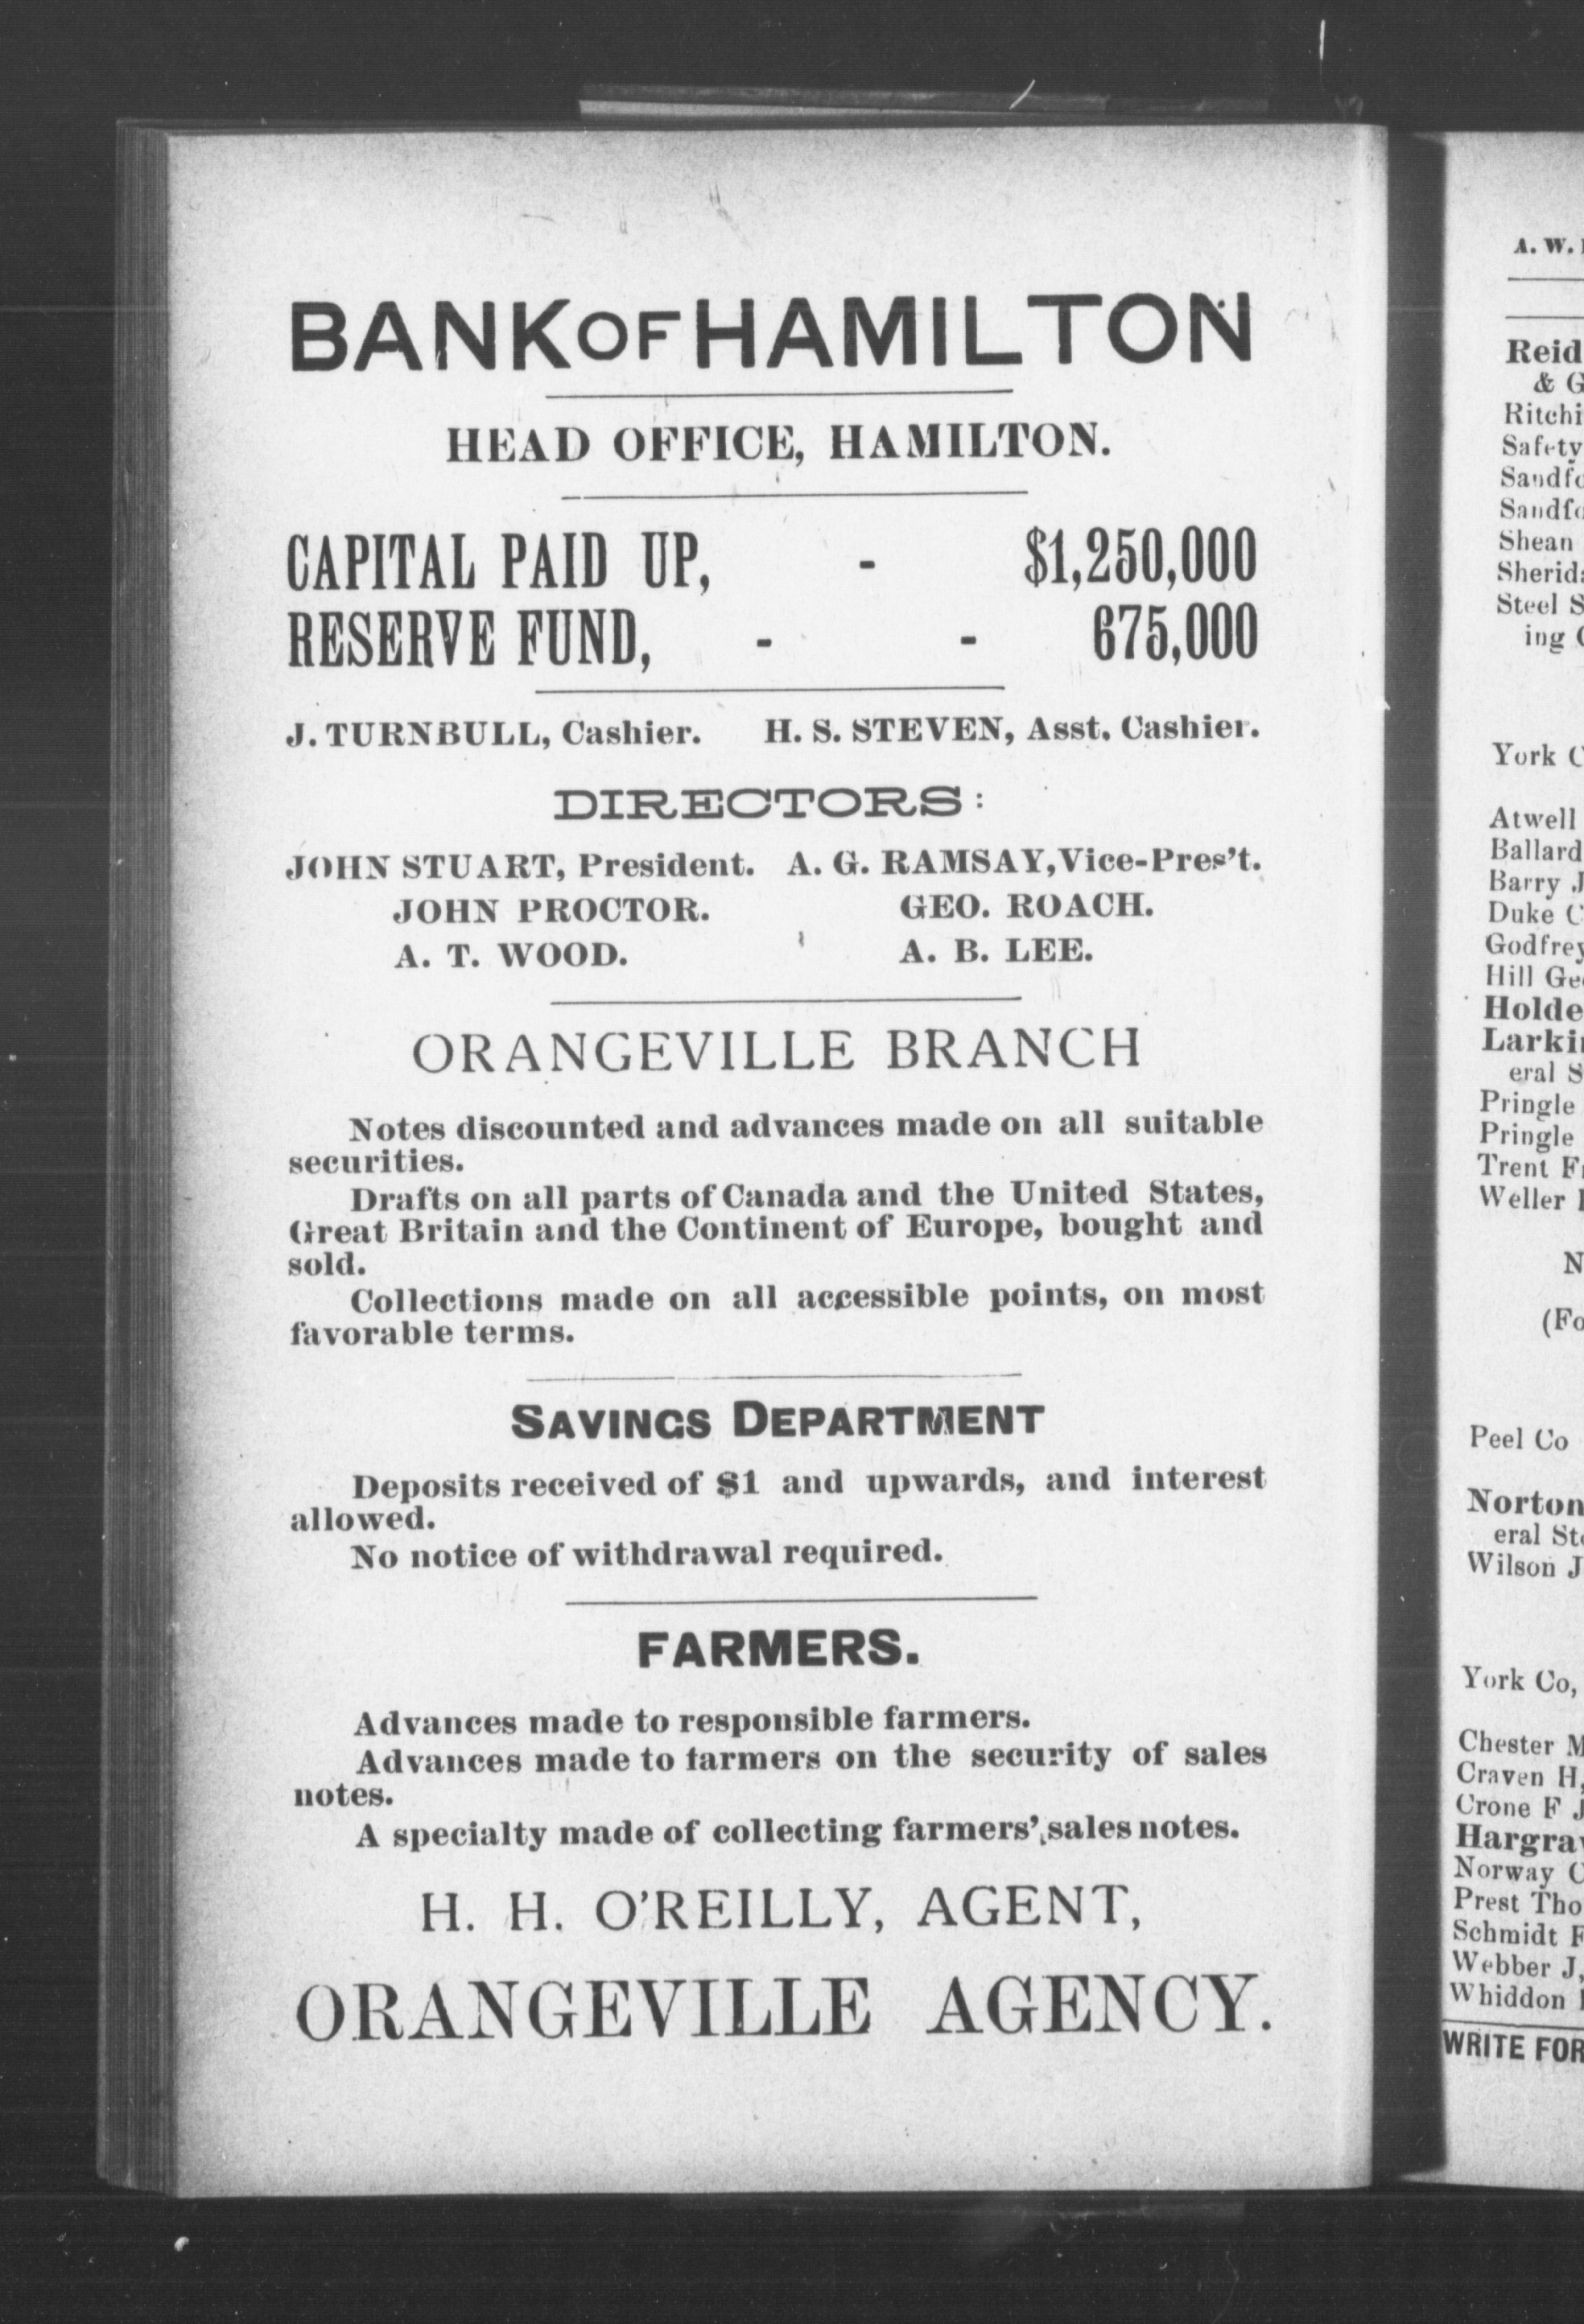 BANK OF HAMILTON
HEAD OFFICE, HAMILTON.
CAPITAL PAID UP, - $1,250,000
RESERVE FUND, - - 675,000
J. TURNBULL, Cashier. H. S. STEVEN, Asst. Cashier.
DIRECTORS:
JOHN STUART, President. A. G. RAMSAY, Vice-Pres't.
JOHN PROCTOR. GEO. ROACH.
A. T. WOOD. A. B. LEE.
ORANGEVILLE BRANCH
Notes discounted and advances made on all suitable
securities.
Drafts on all parts of Canada and the United States,
Great Britain and the Continent of Europe, bought and
sold.
Collections made on all accessible points, on most
favorable terms.
SAVINGS DEPARTMENT
Deposits received of $1 and upwards, and interest
allowed.
No notice of withdrawal required.
FARMERS.
Advances made to responsible farmers.
Advances made to farmers on the security of sales
notes.
A specialty made of collecting farmers' sales notes.
H. H. O'REILLY, AGENT,
ORANGEVILLE AGENCY.
A. W.
Reid
&
Ritchi
Safety
Sandfo
Sandfo
Shean
Sherid
Steel S
ing
York C
Atwell
Ballard
Barry J
Duke C
Godfrey
Hill Ge
Holde
Larki
eral S
Pringle
Pringle
Trent F
Weller
N
(Fo
Peel Co
Norton
eral St
Wilson J
York Co,
Chester M
Craven H,
Crone F J
Hargra
Norway C
Prest Tho
Schmidt F
Webber J,
Whiddon
WRITE FOR